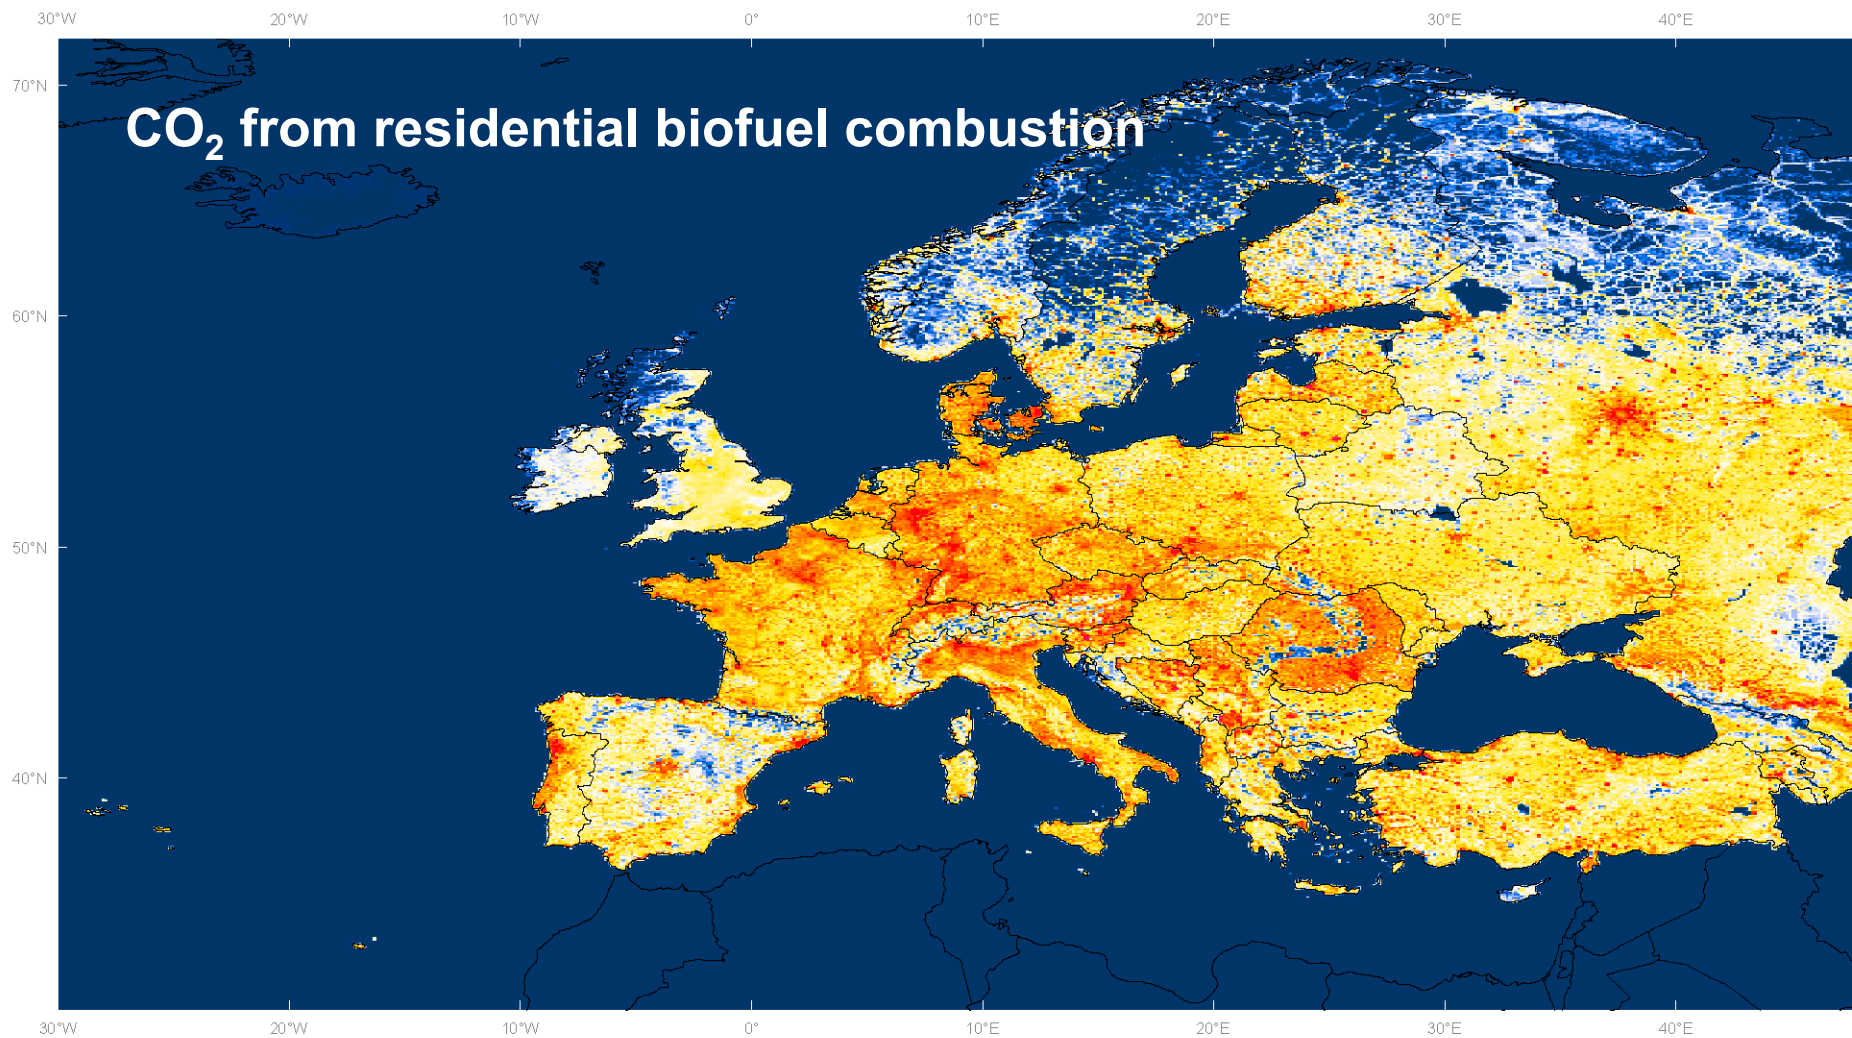 30°W 20°W 10°W 0° 10°E 20°E 30°E 40°E
70°N
CO₂ from residential biofuel combustion
60°N
50°N
40°N
30°W 20°W 10°W 0° 10°E 20°E 30°E 40°E